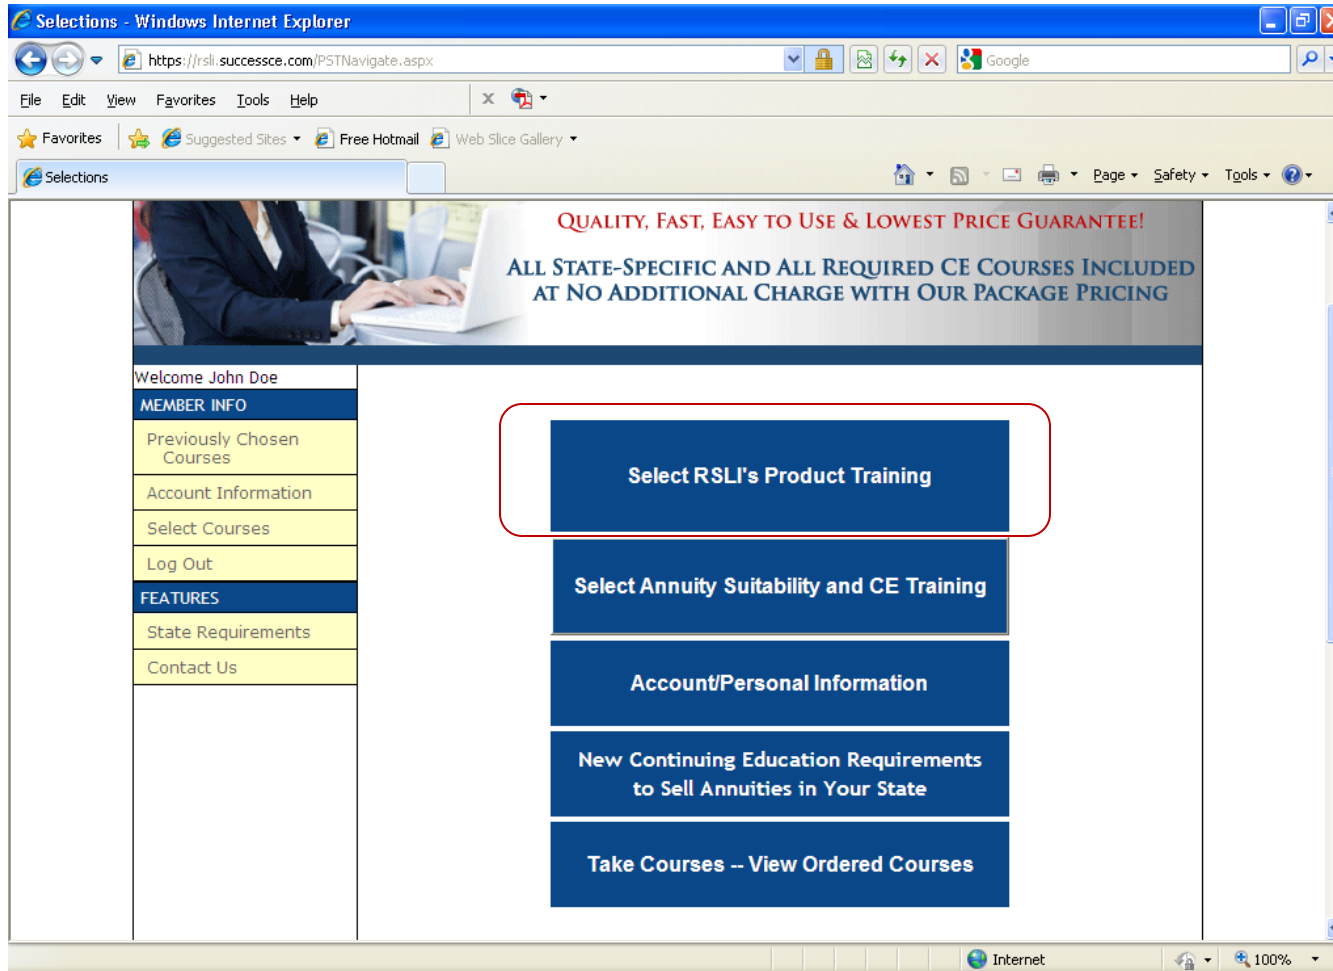 Selections - Windows Internet Explorer
https://rsli.successce.com/PSTNavigate.aspx
Google
File Edit View Favorites Tools Help
x
Favorites Suggested Sites Free Hotmail Web Slice Gallery
Selections
Page Safety Tools
QUALITY, FAST, EASY TO USE & LOWEST PRICE GUARANTEE!
ALL STATE-SPECIFIC AND ALL REQUIRED CE COURSES INCLUDED
AT NO ADDITIONAL CHARGE WITH OUR PACKAGE PRICING
Welcome John Doe
MEMBER INFO
Previously Chosen
Courses
Account Information
Select Courses
Log Out
FEATURES
State Requirements
Contact Us
Select RSLI's Product Training
Select Annuity Suitability and CE Training
Account/Personal Information
New Continuing Education Requirements
to Sell Annuities in Your State
Take Courses -- View Ordered Courses
Internet
100%